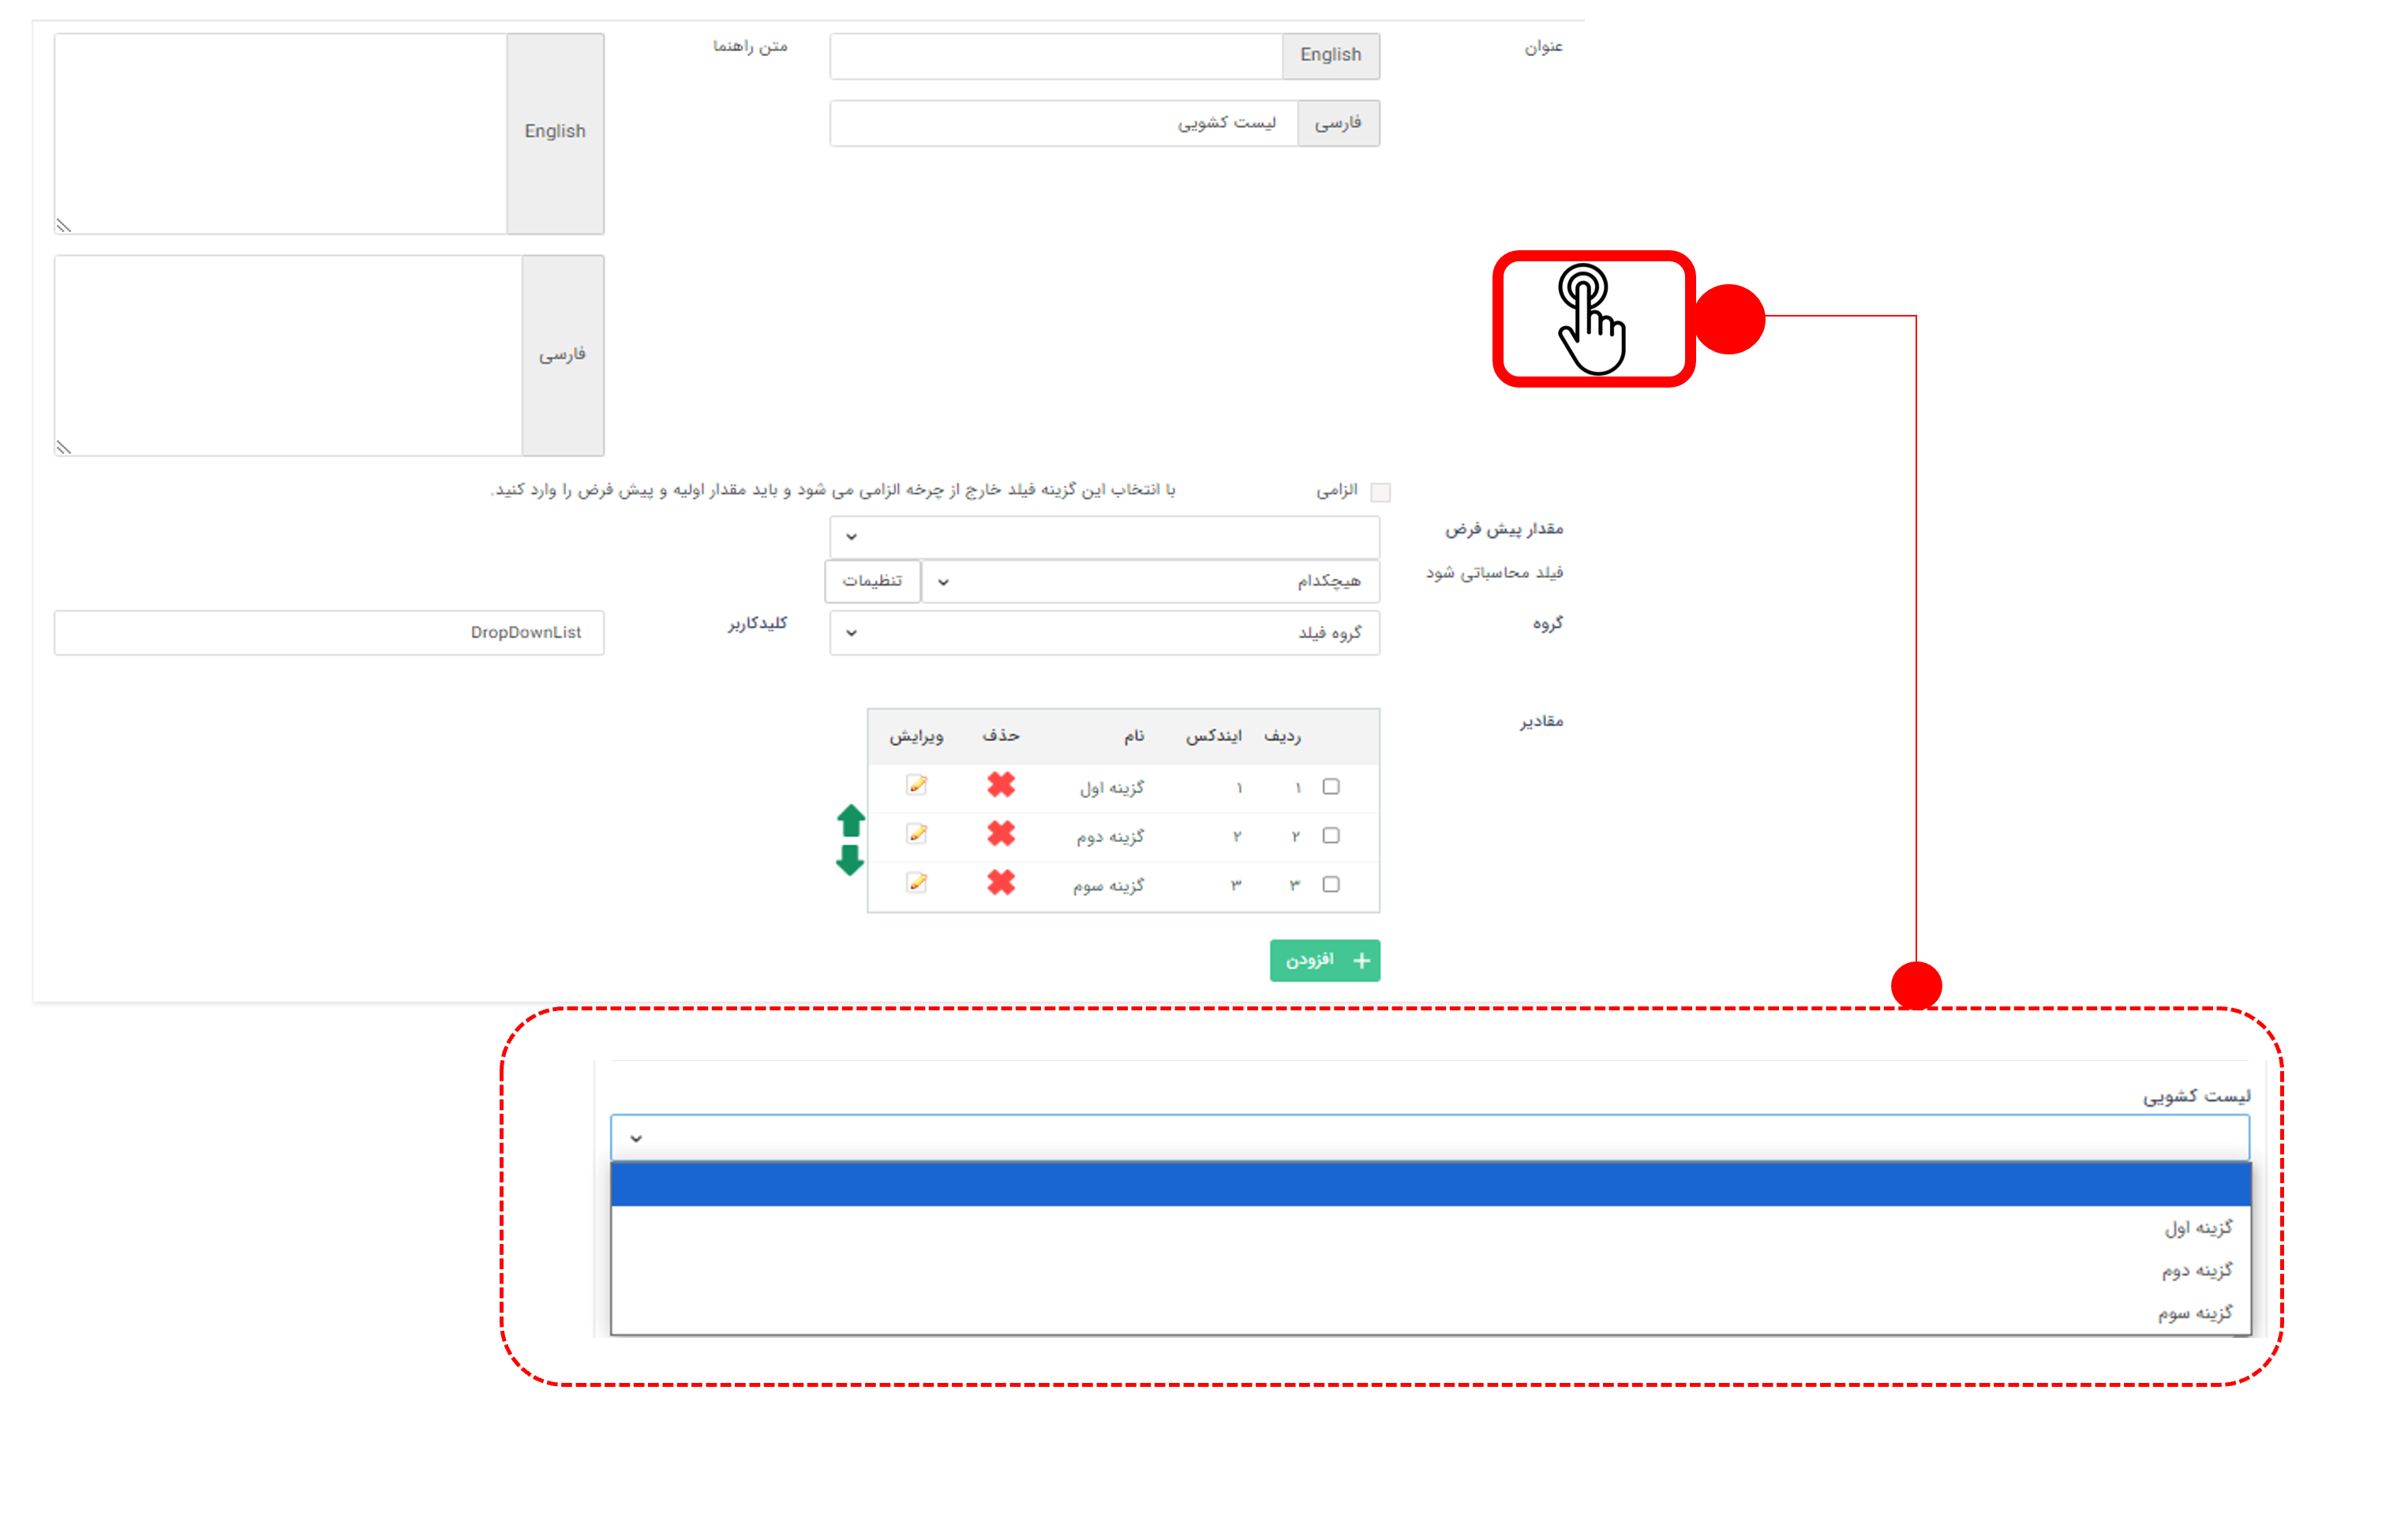 عنوان
English
متن راهنما
English
فارسی
لیست کشویی
فارسی
الزامی
با انتخاب این گزینه فیلد خارج از چرخه الزامی می شود و باید مقدار اولیه و پیش فرض را وارد کنید.
مقدار پیش فرض
فیلد محاسباتی شود
هیچکدام
تنظیمات
گروه
گروه فیلد
کلیدکاربر
DropDownList
مقادیر
ردیف ایندکس نام حذف ویرایش
۱ ۱ گزینه اول
۲ ۲ گزینه دوم
۳ ۳ گزینه سوم
+ افزودن
لیست کشویی
گزینه اول
گزینه دوم
گزینه سوم